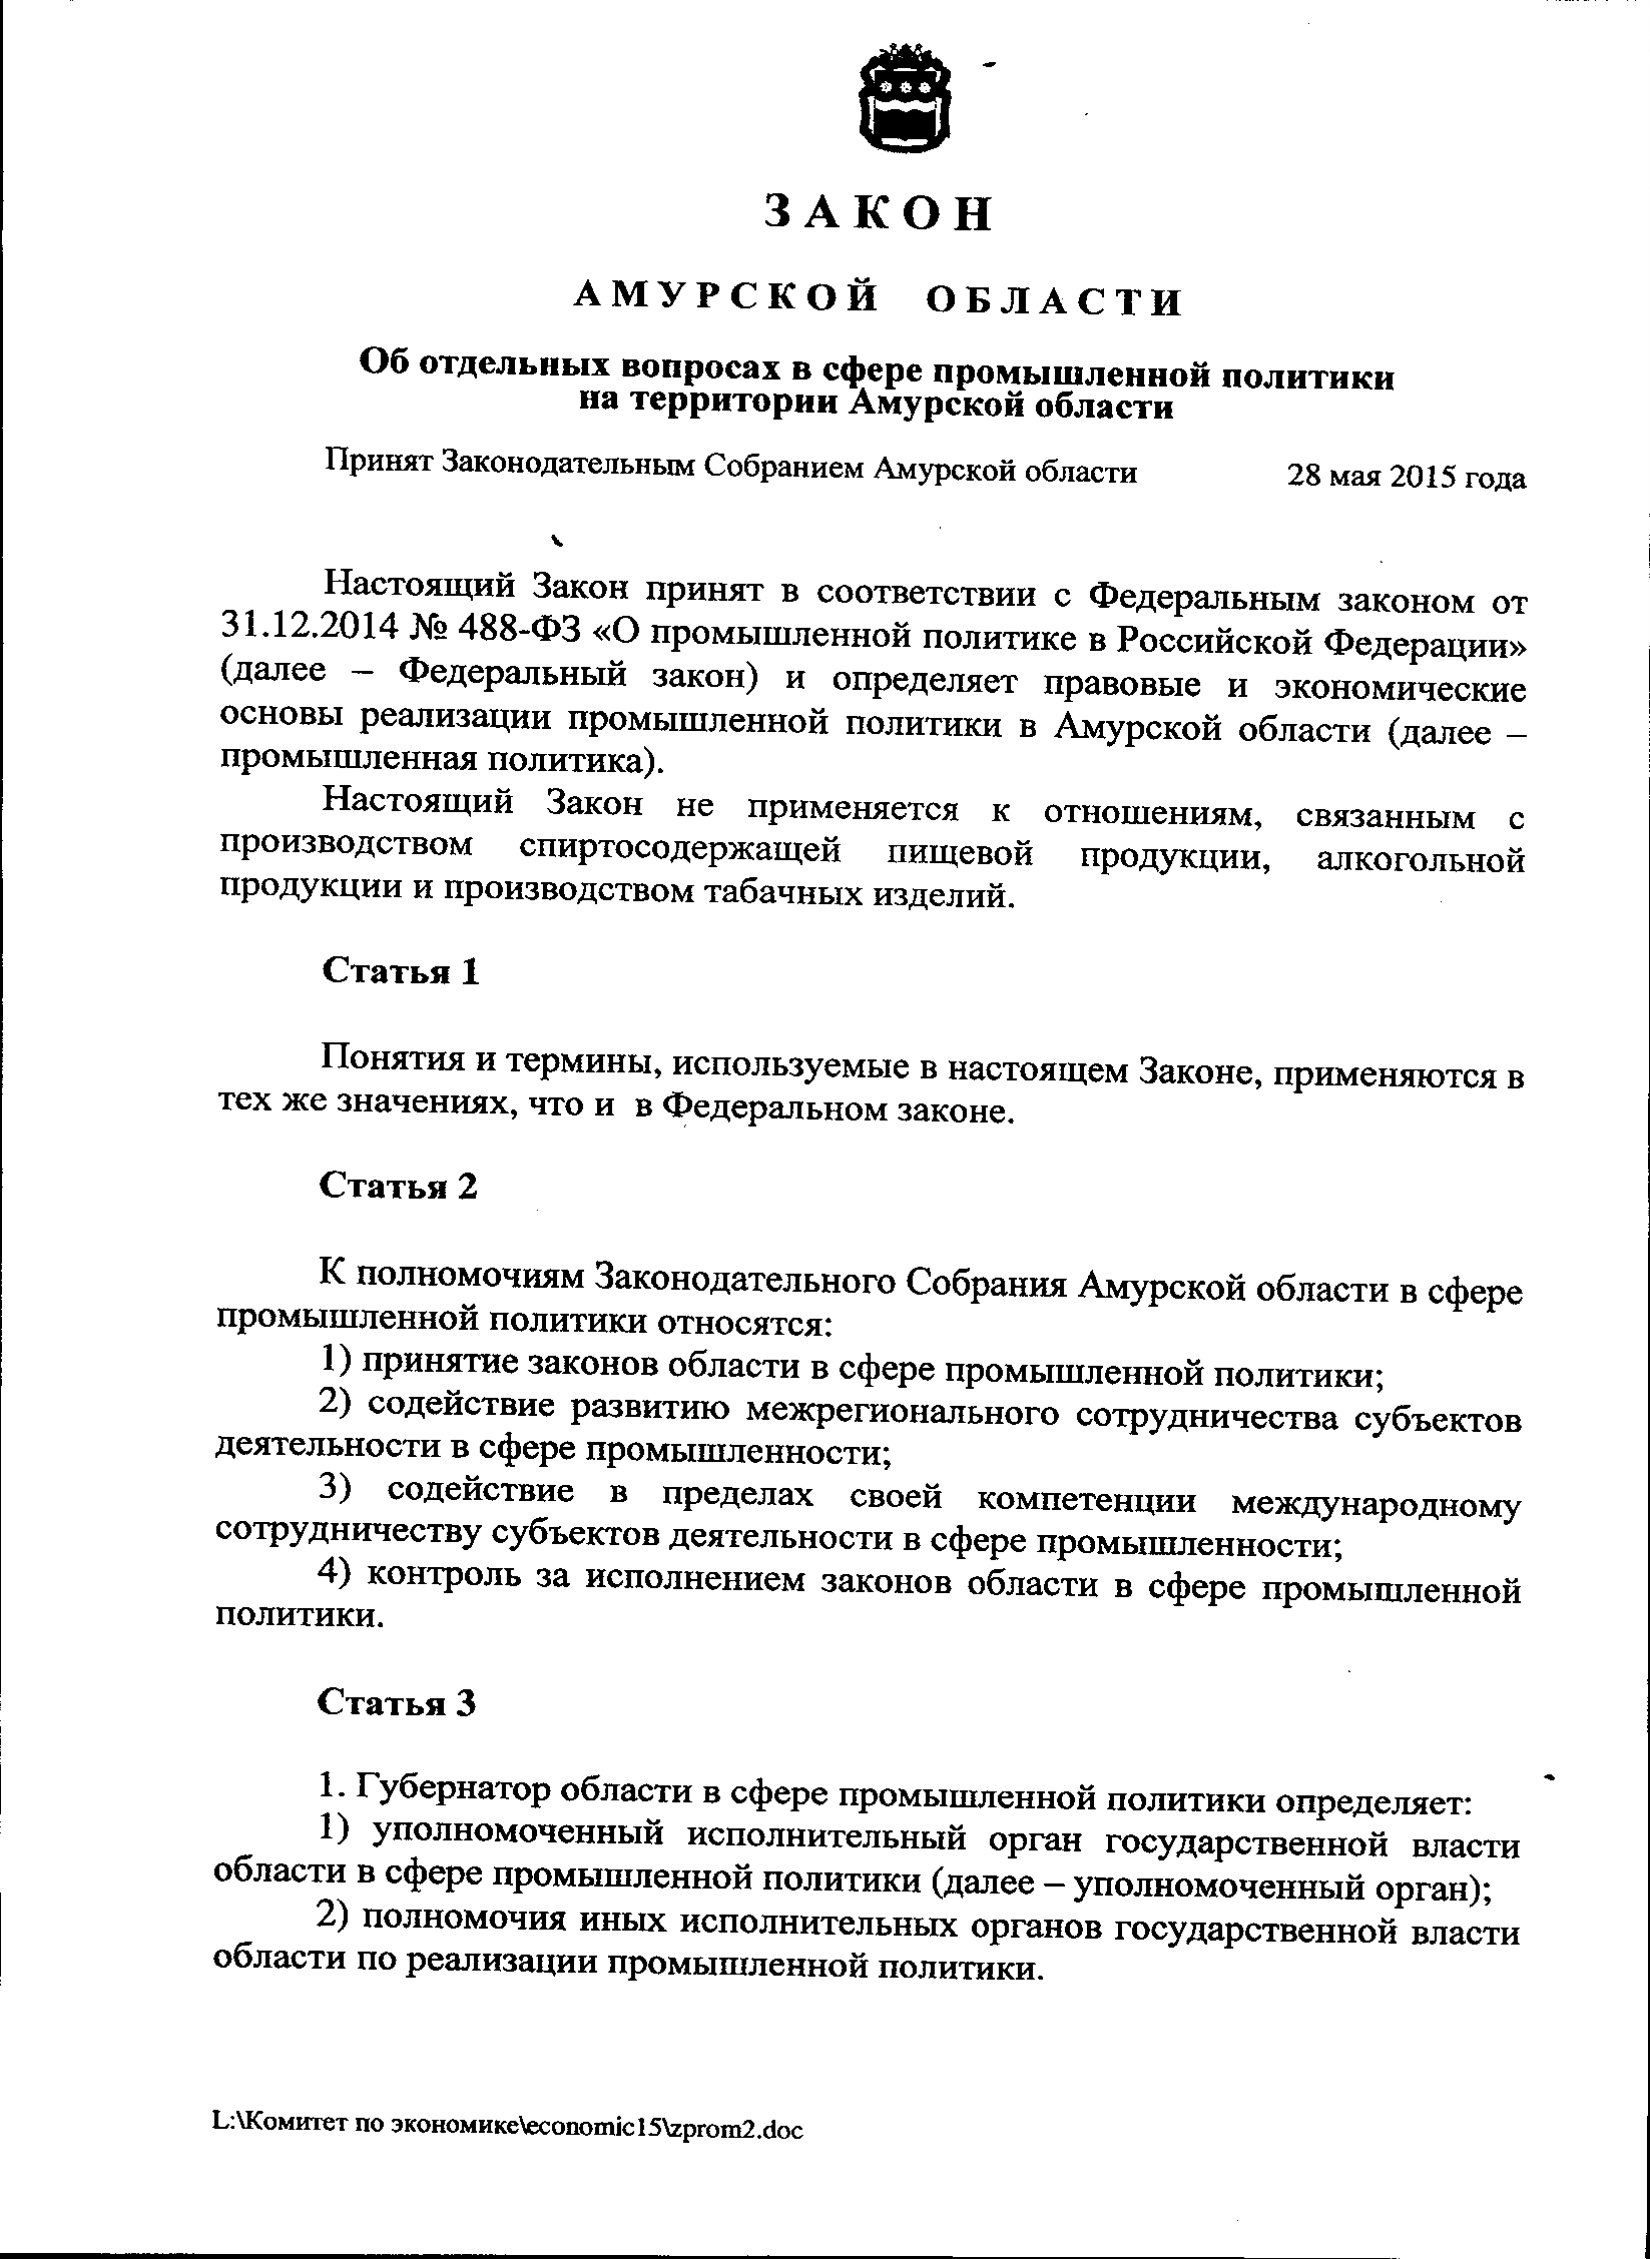 ЗАКОН
АМУРСКОЙ ОБЛАСТИ
Об отдельных вопросах в сфере промышленной политики
на территории Амурской области
Принят Законодательным Собранием Амурской области 28 мая 2015 года
Настоящий Закон принят в соответствии с Федеральным законом от
31.12.2014 № 488-ФЗ «О промышленной политике в Российской Федерации»
(далее – Федеральный закон) и определяет правовые и экономические
основы реализации промышленной политики в Амурской области (далее –
промышленная политика).
Настоящий Закон не применяется к отношениям, связанным с
производством спиртосодержащей пищевой продукции, алкогольной
продукции и производством табачных изделий.
Статья 1
Понятия и термины, используемые в настоящем Законе, применяются в
тех же значениях, что и в Федеральном законе.
Статья 2
К полномочиям Законодательного Собрания Амурской области в сфере
промышленной политики относятся:
1) принятие законов области в сфере промышленной политики;
2) содействие развитию межрегионального сотрудничества субъектов
деятельности в сфере промышленности;
3) содействие в пределах своей компетенции международному
сотрудничеству субъектов деятельности в сфере промышленности;
4) контроль за исполнением законов области в сфере промышленной
политики.
Статья 3
1. Губернатор области в сфере промышленной политики определяет:
1) уполномоченный исполнительный орган государственной власти
области в сфере промышленной политики (далее – уполномоченный орган);
2) полномочия иных исполнительных органов государственной власти
области по реализации промышленной политики.
L:\Комитет по экономике\economic15\zprom2.doc